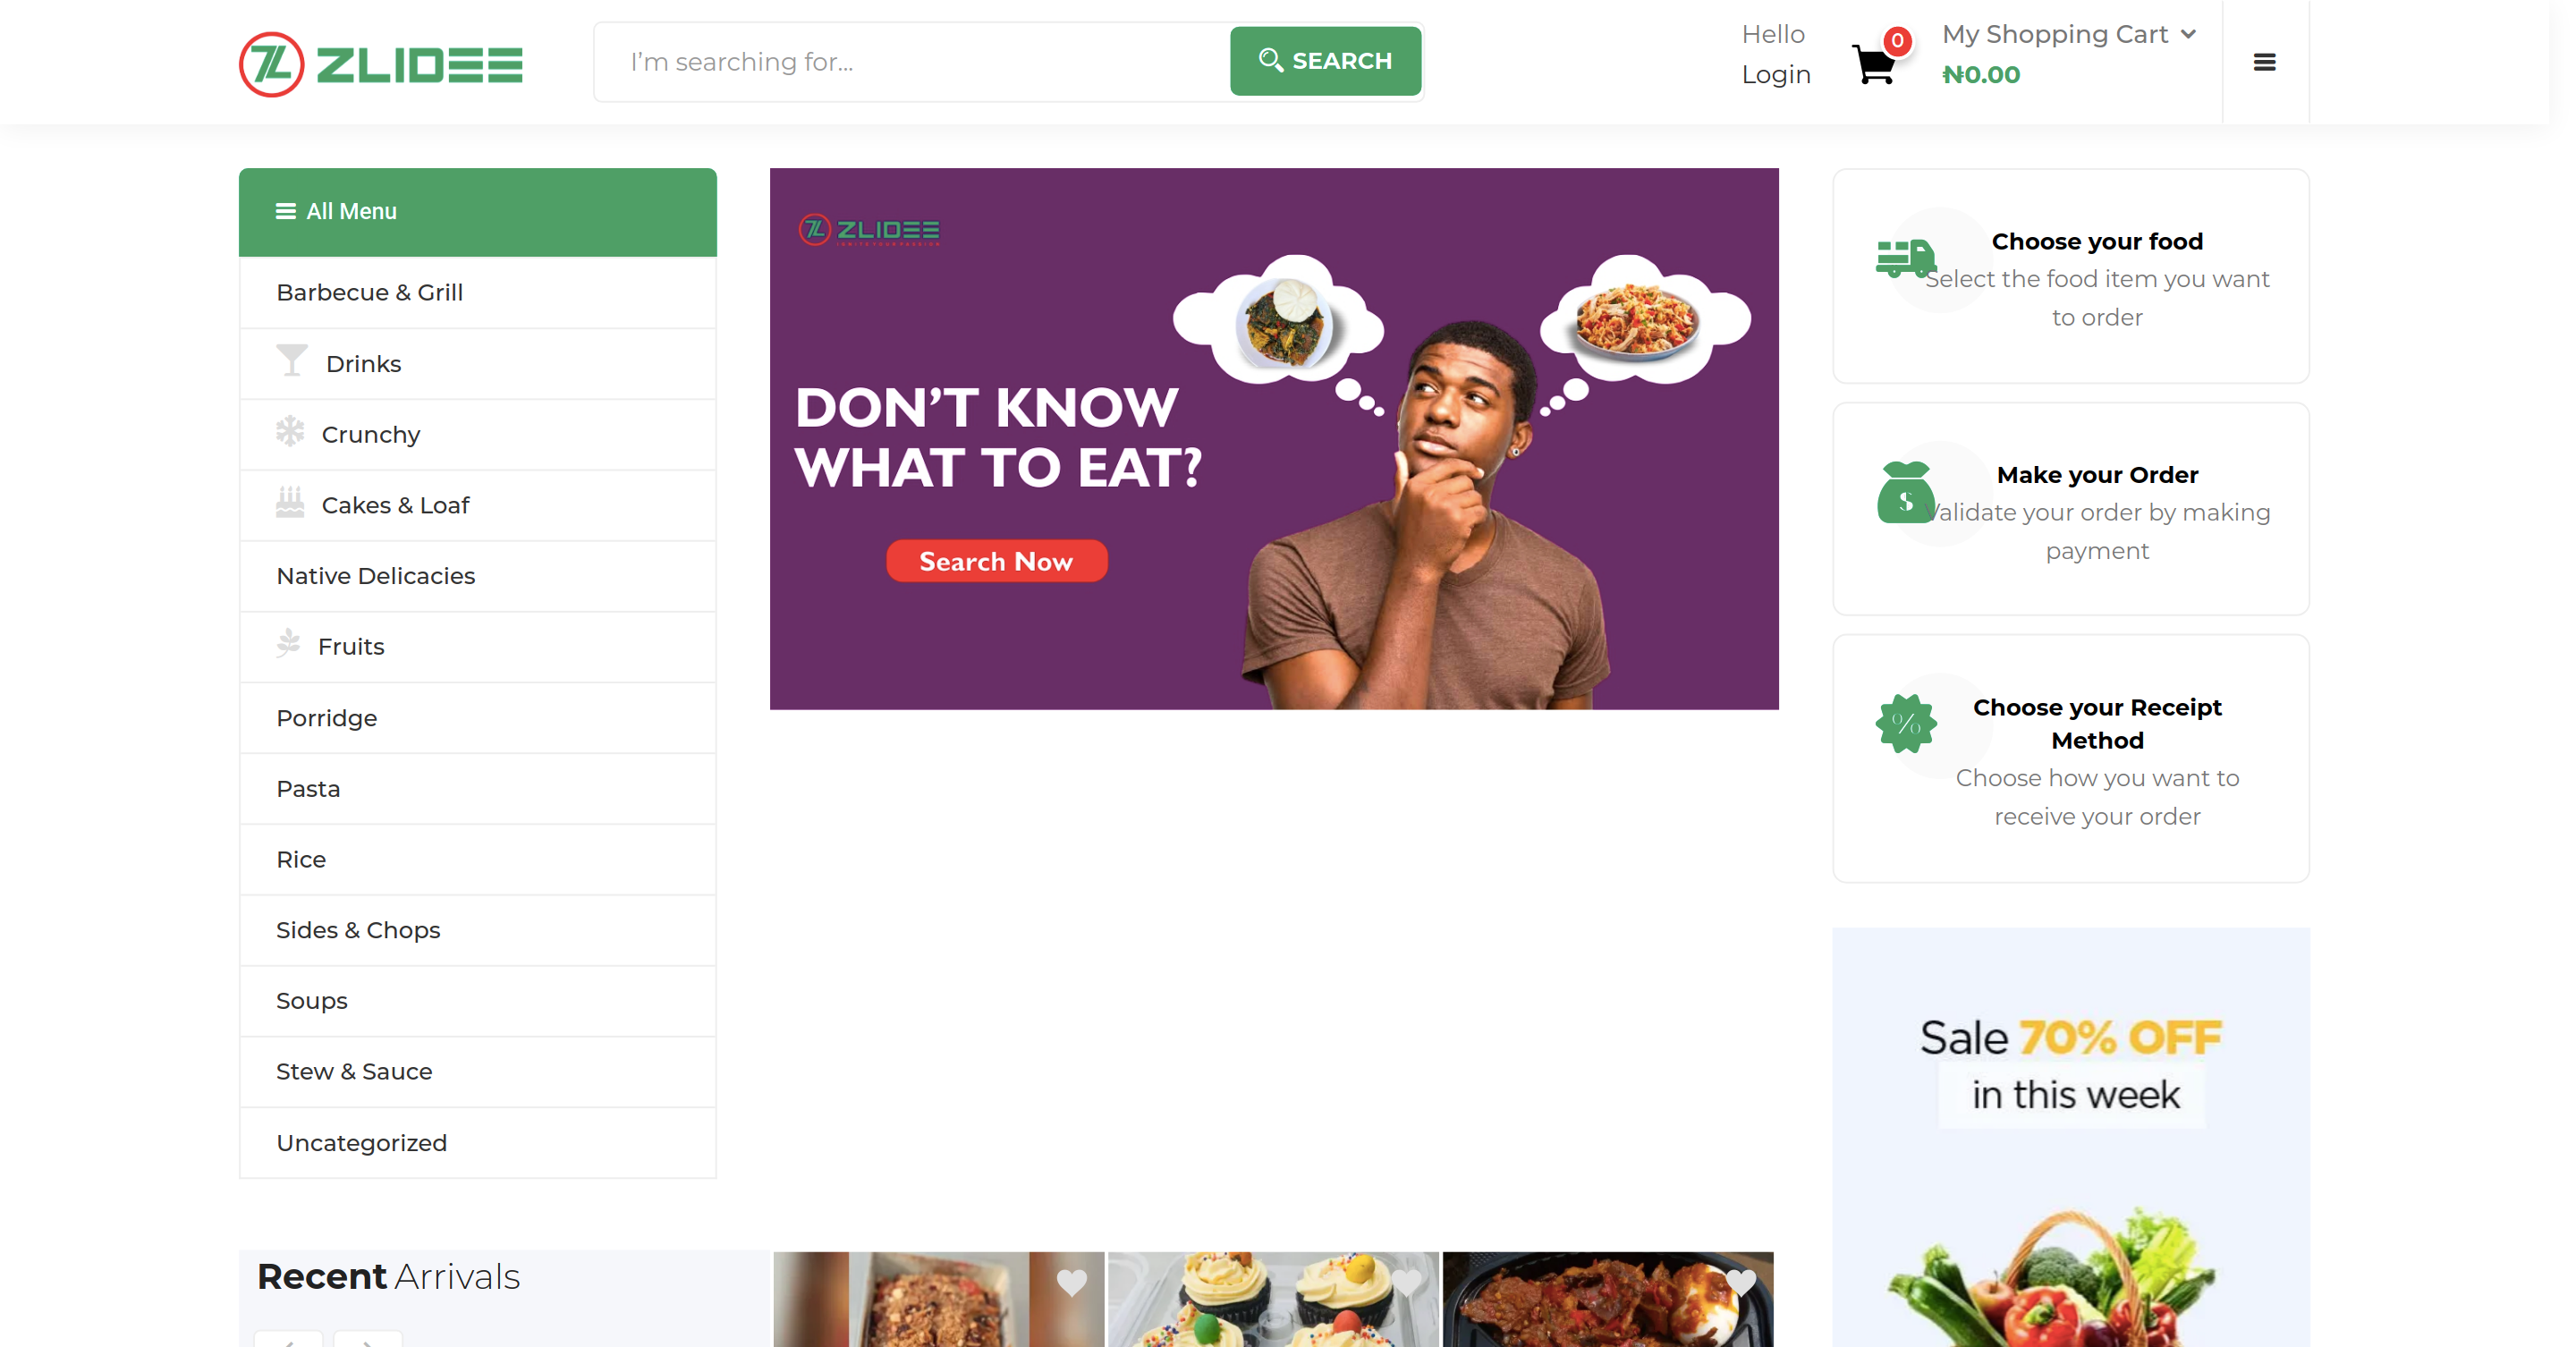 ZLIDEE
I'm searching for...
SEARCH
Hello
Login
0
My Shopping Cart
₦0.00
All Menu
Barbecue & Grill
Drinks
Crunchy
Cakes & Loaf
Native Delicacies
Fruits
Porridge
Pasta
Rice
Sides & Chops
Soups
Stew & Sauce
Uncategorized
ZLIDEE
IGNITE YOUR PASSION
DON'T KNOW
WHAT TO EAT?
Search Now
Choose your food
Select the food item you want
to order
$
Make your Order
Validate your order by making
payment
%
Choose your Receipt
Method
Choose how you want to
receive your order
Sale 70% OFF
in this week
Recent Arrivals